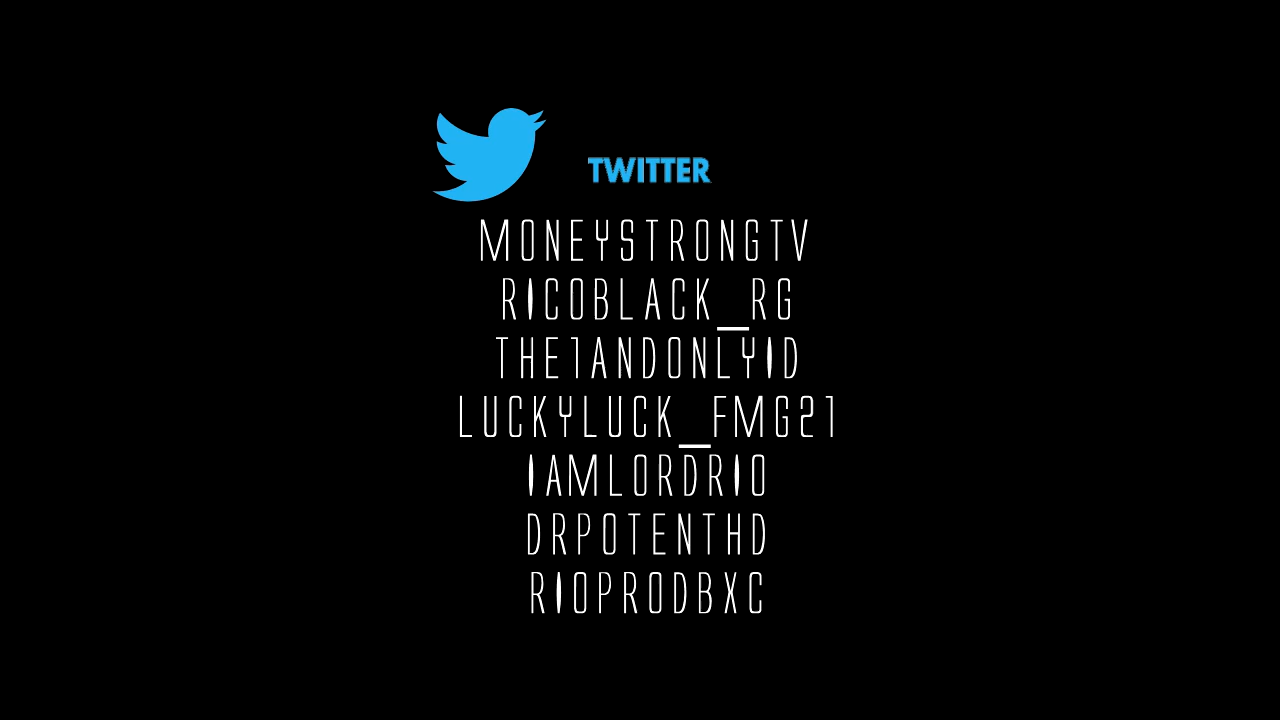 TWITTER
MONEYSTRONGTV
RICOBLACK_RG
THE1ANDONLYID
LUCKYLUCK_FMG21
IAMLORDRIO
DRPOTENTHD
RIOPRODBXC